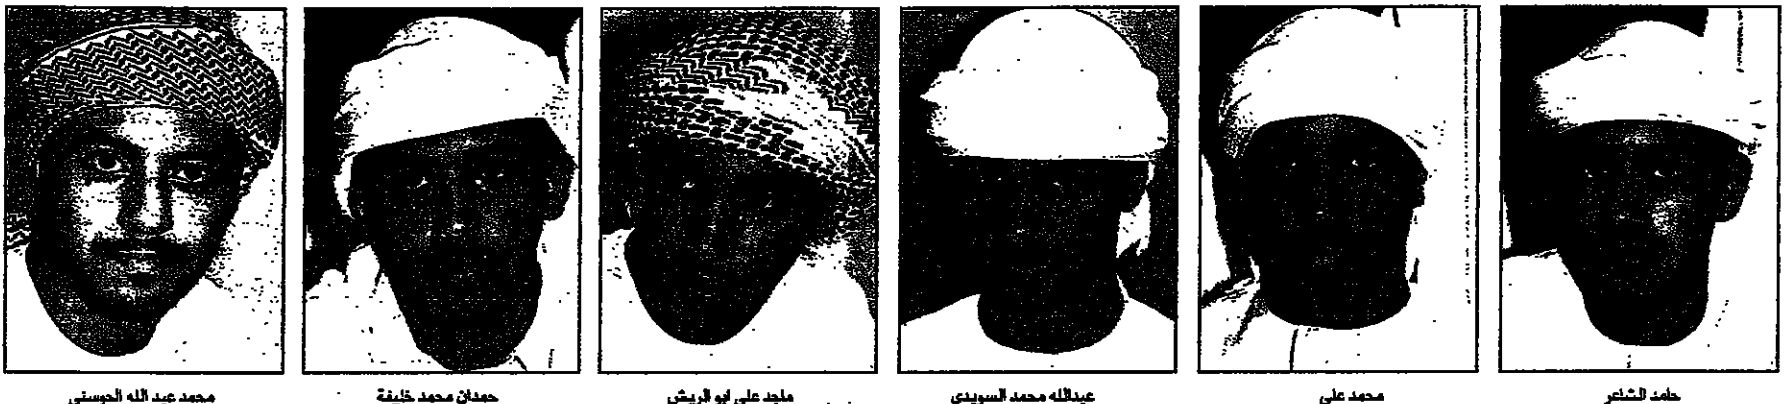 محمد عبد الله الحوسني
حمدان محمد خليفة
ماجد علي ابو الريش
عبدالله محمد السويدي
محمد علي
حامد الشاعر